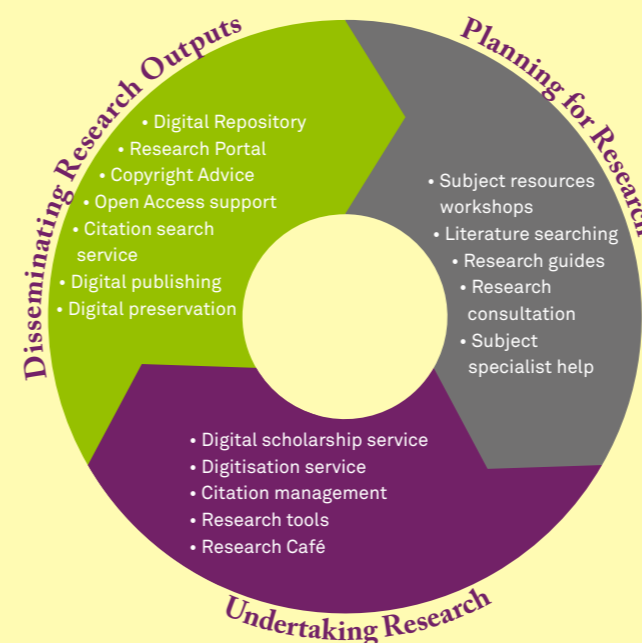 Planning for Research
• Subject resources
workshops
• Literature searching
• Research guides
• Research
consultation
• Subject
specialist help
Undertaking Research
• Digital scholarship service
• Digitisation service
• Citation management
• Research tools
• Research Café
Disseminating Research Outputs
• Digital Repository
• Research Portal
• Copyright Advice
• Open Access support
• Citation search
service
• Digital publishing
• Digital preservation